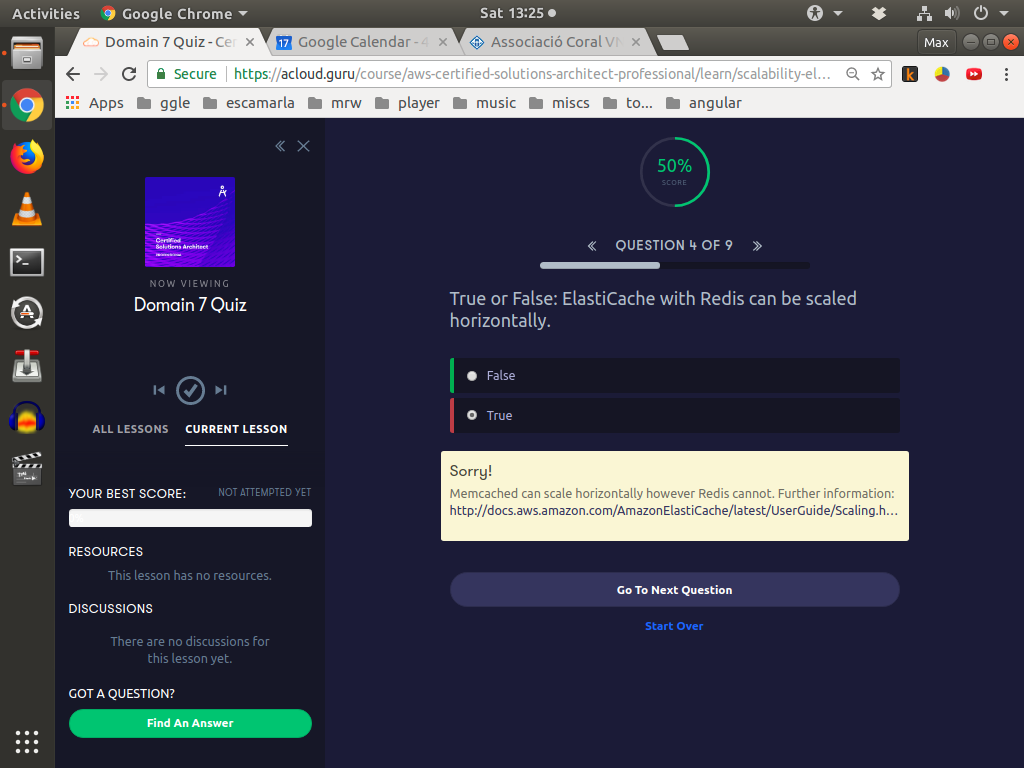 Activities
Google Chrome
Sat 13:25
Domain 7 Quiz - Cer
17
Google Calendar - 4
Associació Coral VN
Max
Secure
https://acloud.guru/course/aws-certified-solutions-architect-professional/learn/scalability-el...
k
Apps
ggle
escamarla
mrw
player
music
miscs
to...
angular
Certified
Solutions Architect
NOW VIEWING
Domain 7 Quiz
ALL LESSONS
CURRENT LESSON
YOUR BEST SCORE:
NOT ATTEMPTED YET
RESOURCES
This lesson has no resources.
DISCUSSIONS
There are no discussions for
this lesson yet.
GOT A QUESTION?
Find An Answer
50%
SCORE
QUESTION 4 OF 9
True or False: ElastiCache with Redis can be scaled
horizontally.
False
True
Sorry!
Memcached can scale horizontally however Redis cannot. Further information:
http://docs.aws.amazon.com/AmazonElastiCache/latest/UserGuide/Scaling.h...
Go To Next Question
Start Over